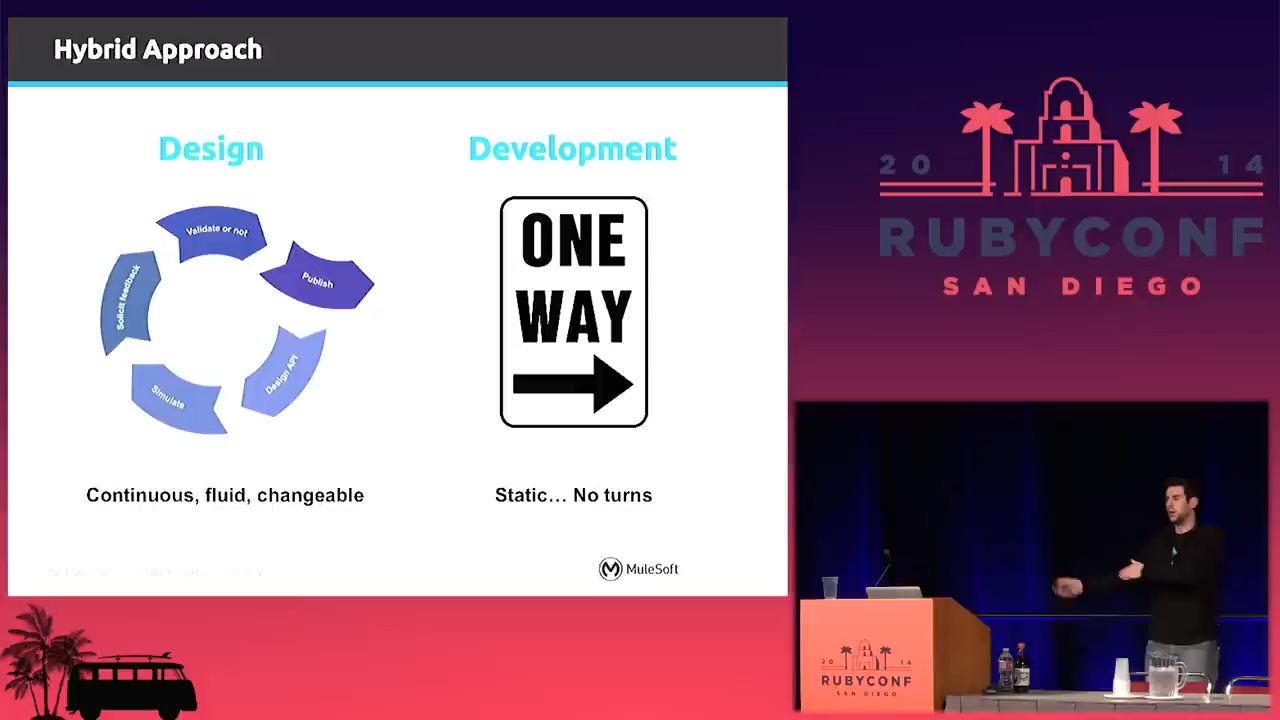 Hybrid Approach
Design
Development
Validate or not
Publish
Design API
Simulate
Solicit feedback
ONE
WAY
Continuous, fluid, changeable
Static... No turns
MuleSoft
20 14
RUBYCONF
SAN DIEGO
20 14
RUBYCONF
SAN DIEGO